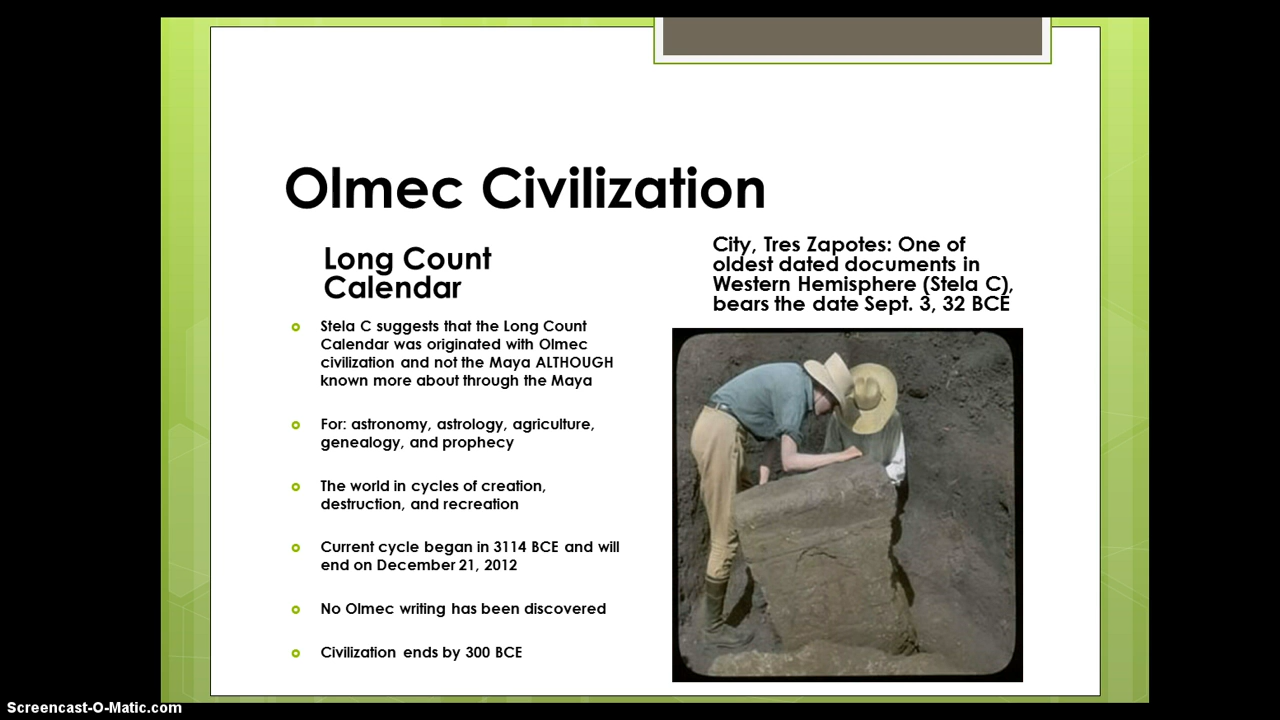 Olmec Civilization
Long Count
Calendar
Stela C suggests that the Long Count
Calendar was originated with Olmec
civilization and not the Maya ALTHOUGH
known more about through the Maya
For: astronomy, astrology, agriculture,
genealogy, and prophecy
The world in cycles of creation,
destruction, and recreation
Current cycle began in 3114 BCE and will
end on December 21, 2012
No Olmec writing has been discovered
Civilization ends by 300 BCE
City, Tres Zapotes: One of
oldest dated documents in
Western Hemisphere (Stela C),
bears the date Sept. 3, 32 BCE
Screencast-O-Matic.com